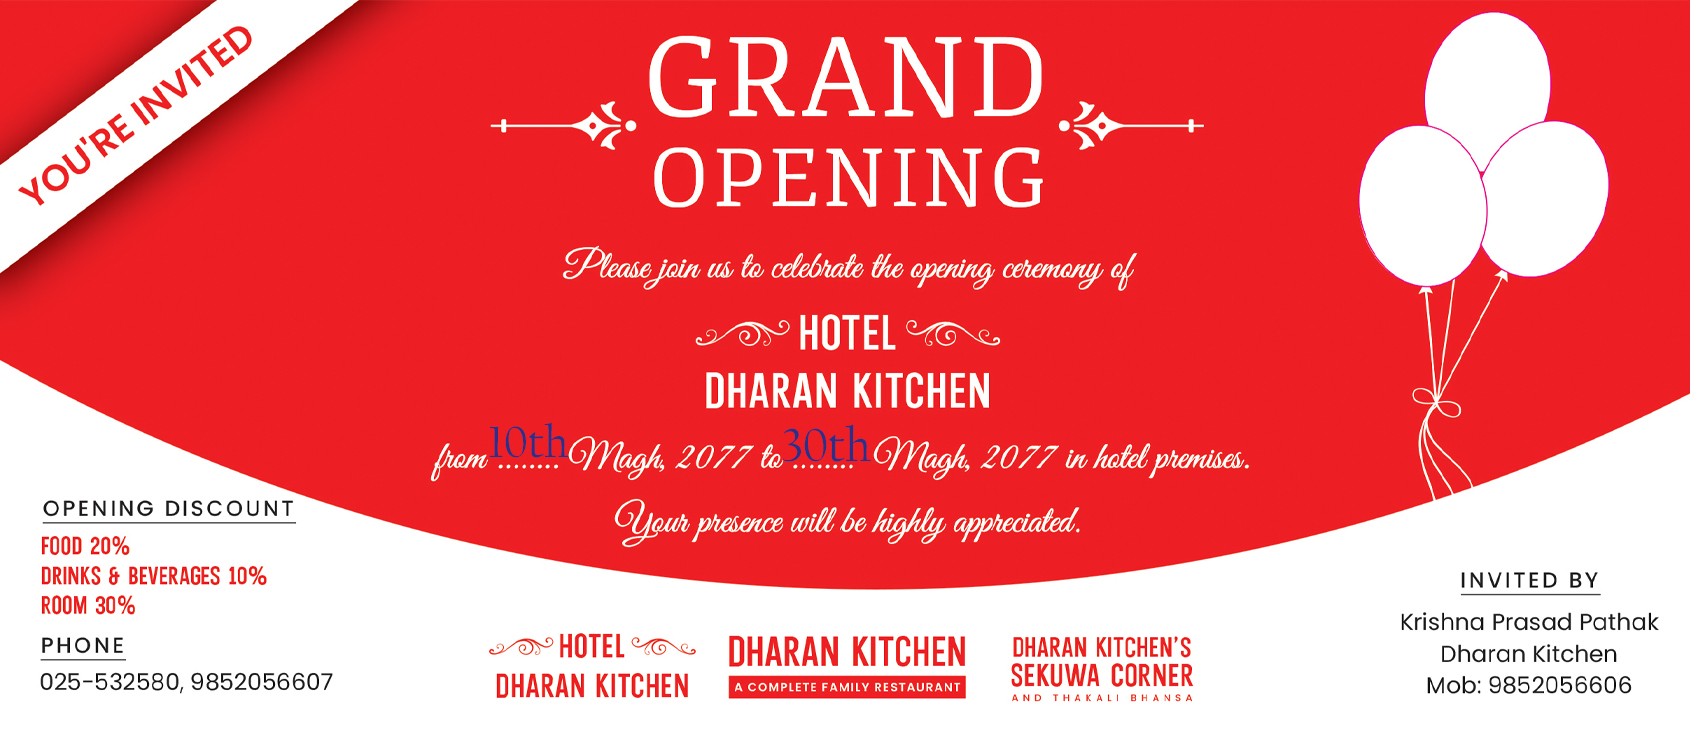 YOU'RE INVITED
GRAND
OPENING
Please join us to celebrate the opening ceremony of
HOTEL
DHARAN KITCHEN
from 10th Magh, 2077 to 30th Magh, 2077 in hotel premises.
Your presence will be highly appreciated.
OPENING DISCOUNT
FOOD 20%
DRINKS & BEVERAGES 10%
ROOM 30%
PHONE
025-532580, 9852056607
HOTEL
DHARAN KITCHEN
DHARAN KITCHEN
A COMPLETE FAMILY RESTAURANT
DHARAN KITCHEN'S
SEKUWA CORNER
AND THAKALI BHANSA
INVITED BY
Krishna Prasad Pathak
Dharan Kitchen
Mob: 9852056606